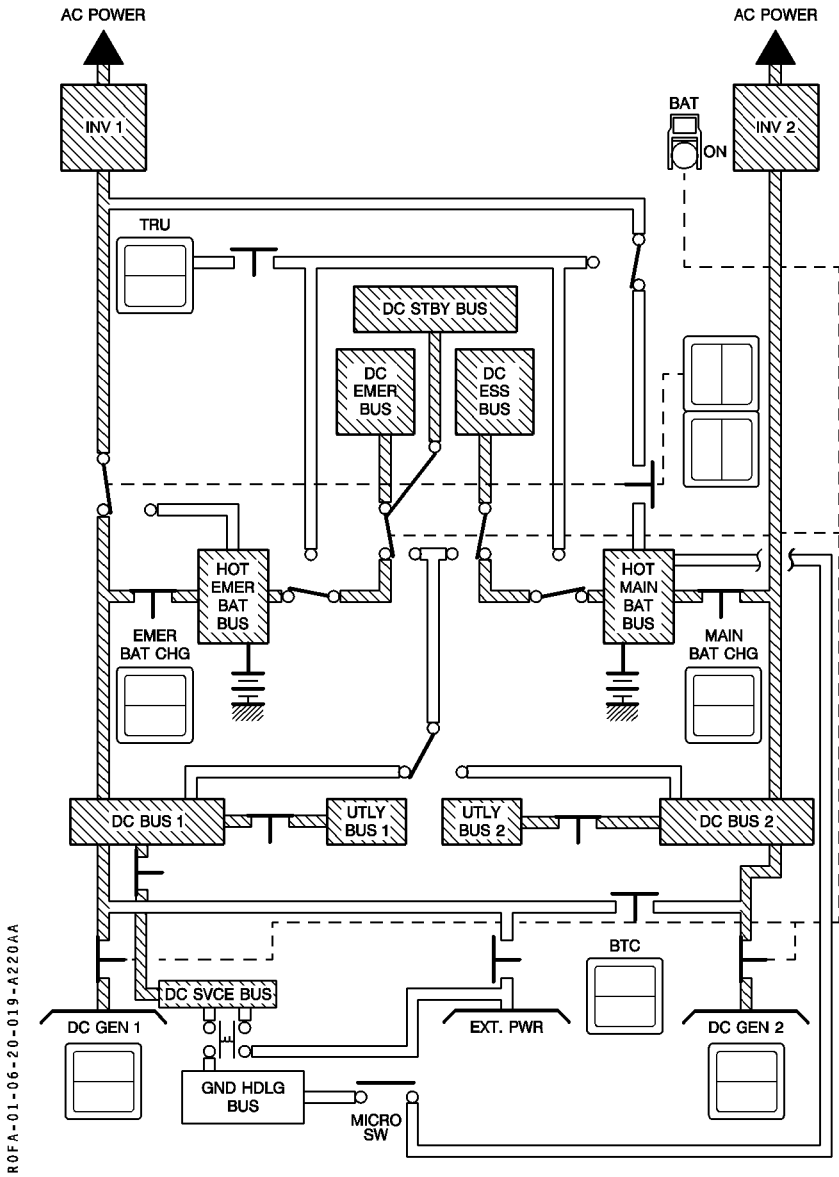 AC POWER
AC POWER
INV 1
BAT
ON
INV 2
TRU
DC STBY BUS
DC
EMER
BUS
DC
ESS
BUS
HOT
EMER
BAT
BUS
HOT
MAIN
BAT
BUS
EMER
BAT CHG
MAIN
BAT CHG
DC BUS 1
UTLY
BUS 1
UTLY
BUS 2
DC BUS 2
BTC
DC SVCE BUS
DC GEN 1
EXT. PWR
DC GEN 2
GND HDLG
BUS
MICRO
SW
R0FA-01-06-20-019-A220AA